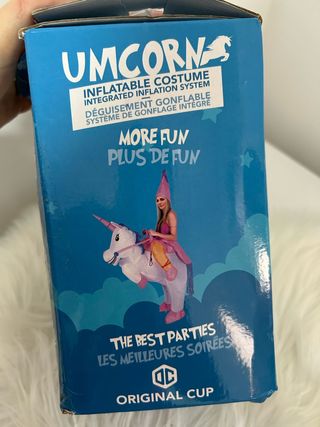 UMCORN
INFLATABLE COSTUME
INTEGRATED INFLATION SYSTEM
DÉGUISEMENT GONFLABLE
SYSTÈME DE GONFLAGE INTÉGRÉ
MORE FUN
PLUS DE FUN
THE BEST PARTIES
LES MEILLEURES SOIRÉES
OC
ORIGINAL CUP